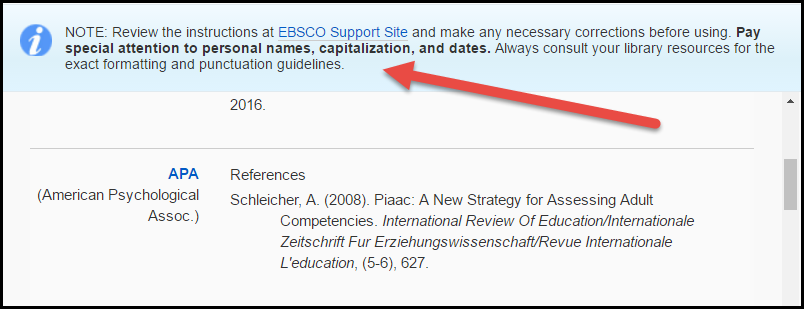 NOTE: Review the instructions at EBSCO Support Site and make any necessary corrections before using. Pay
special attention to personal names, capitalization, and dates. Always consult your library resources for the
exact formatting and punctuation guidelines.
2016.
APA
(American Psychological
Assoc.)
References
Schleicher, A. (2008). Piaac: A New Strategy for Assessing Adult
Competencies. International Review Of Education/Internationale
Zeitschrift Fur Erziehungswissenschaft/Revue Internationale
L'education, (5-6), 627.